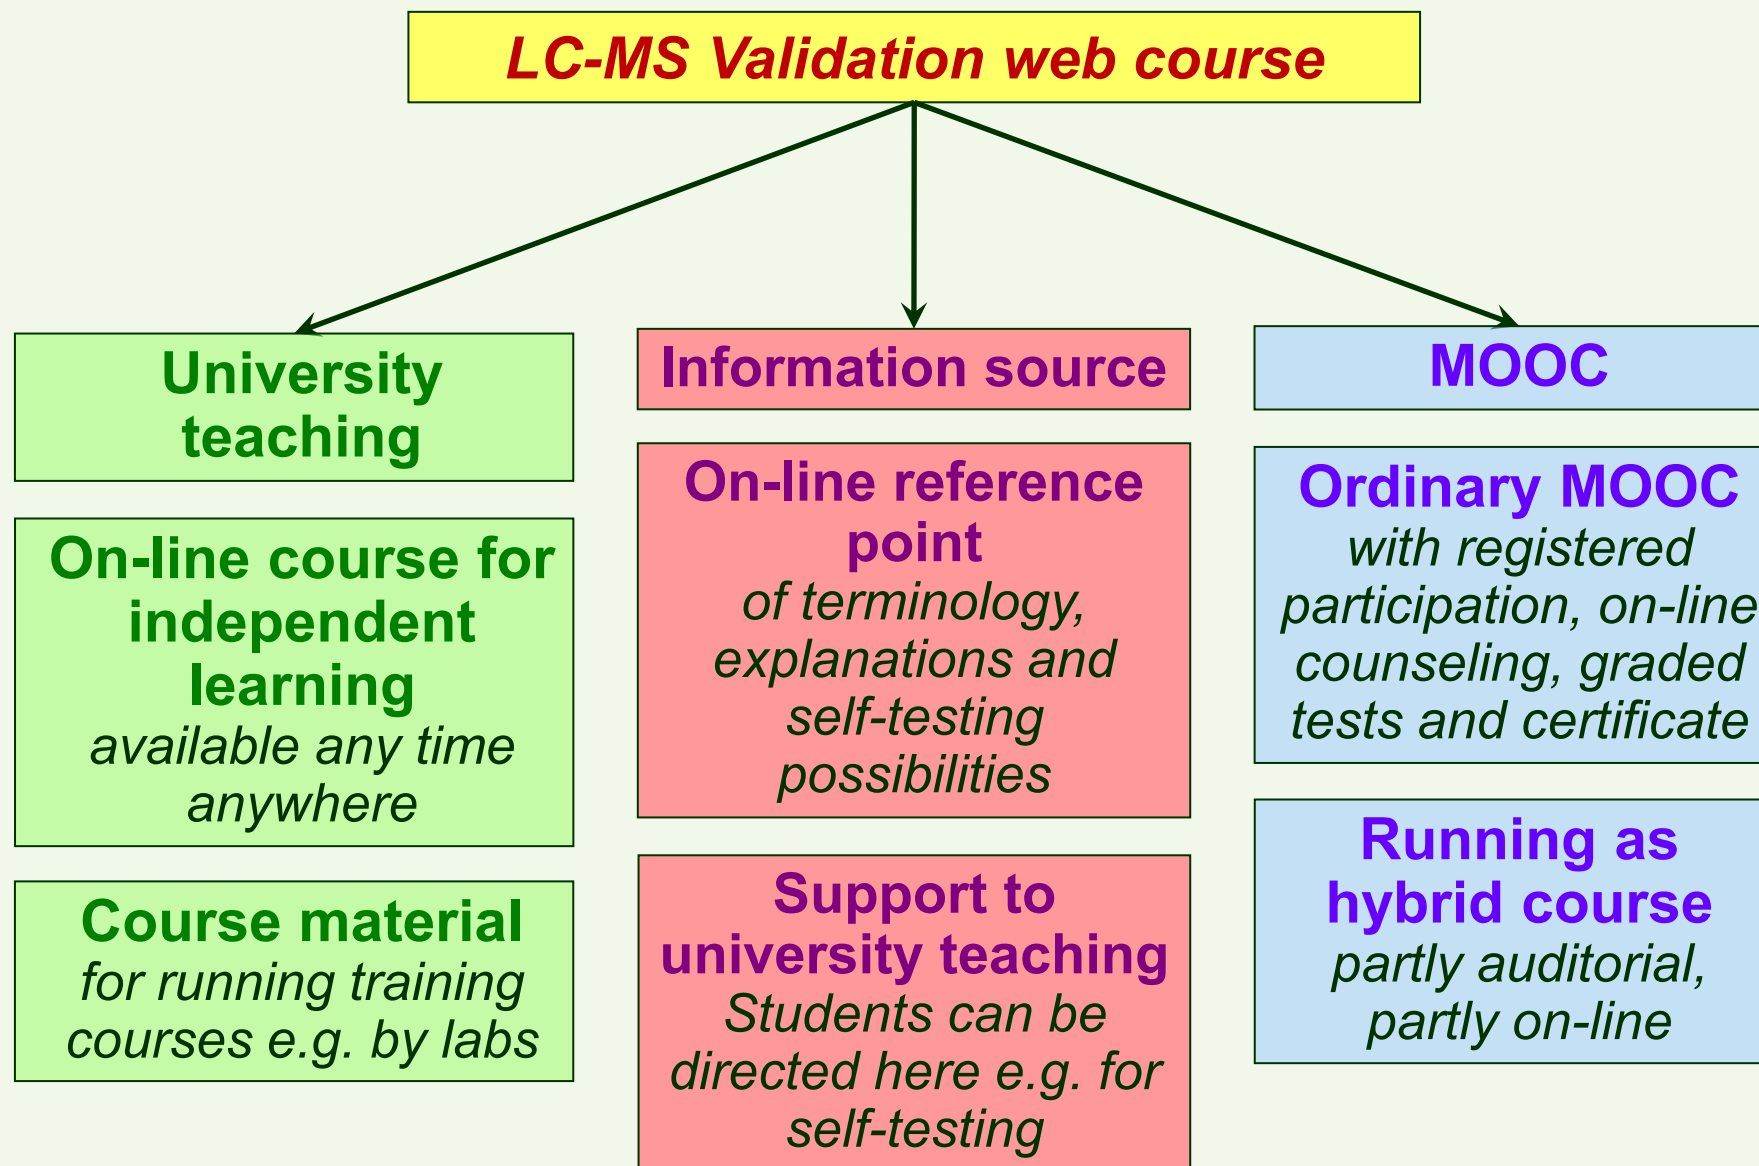 LC-MS Validation web course
University
teaching
On-line course for
independent
learning
available any time
anywhere
Course material
for running training
courses e.g. by labs
Information source
On-line reference
point
of terminology,
explanations and
self-testing
possibilities
Support to
university teaching
Students can be
directed here e.g. for
self-testing
MOOC
Ordinary MOOC
with registered
participation, on-line
counseling, graded
tests and certificate
Running as
hybrid course
partly auditorial,
partly on-line